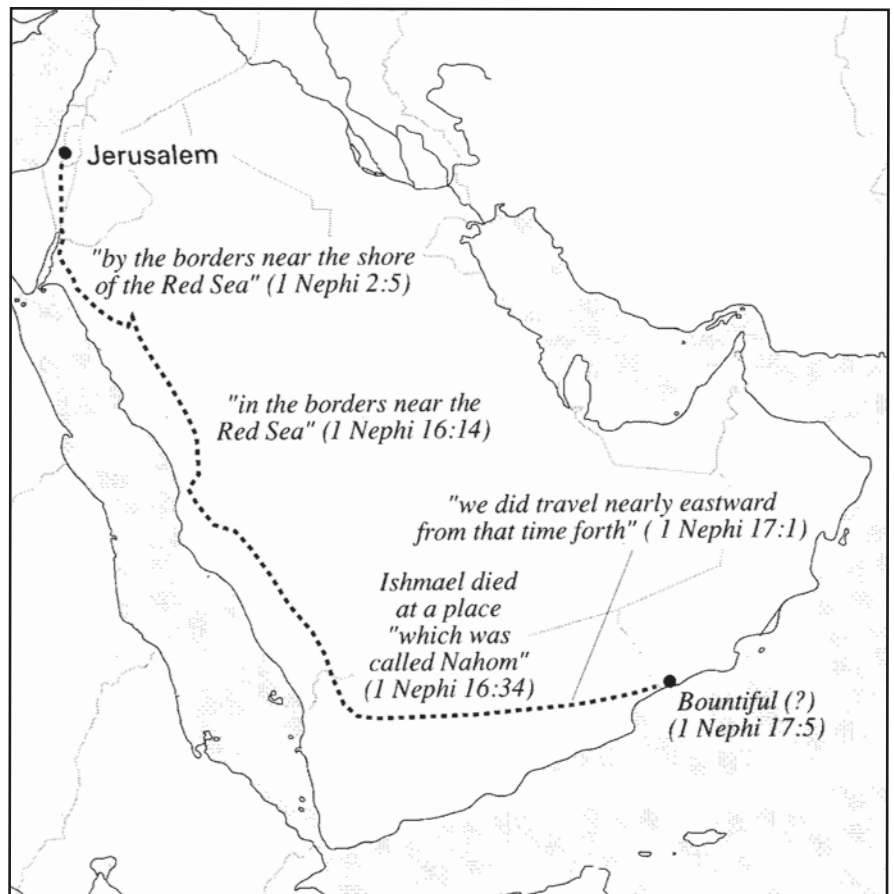 Jerusalem
"by the borders near the shore
of the Red Sea" (1 Nephi 2:5)
"in the borders near the
Red Sea" (1 Nephi 16:14)
"we did travel nearly eastward
from that time forth" ( 1 Nephi 17:1)
Ishmael died
at a place
"which was
called Nahom"
(1 Nephi 16:34)
Bountiful (?)
(1 Nephi 17:5)